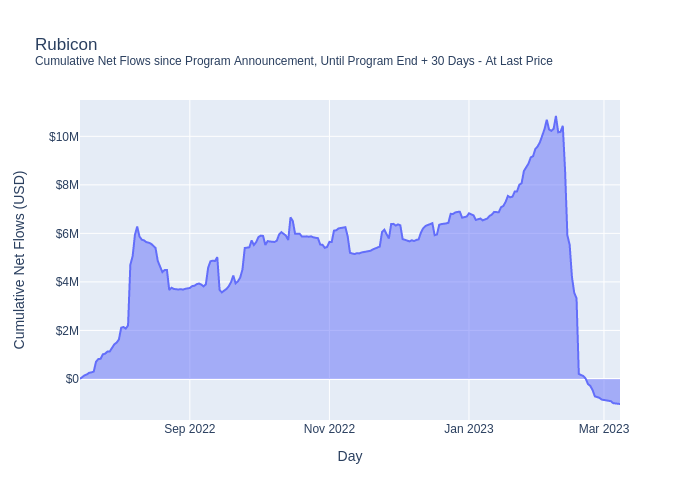 Rubicon
Cumulative Net Flows since Program Announcement, Until Program End + 30 Days - At Last Price
Cumulative Net Flows (USD)
$10M
$8M
$6M
$4M
$2M
$0
Sep 2022
Nov 2022
Jan 2023
Mar 2023
Day